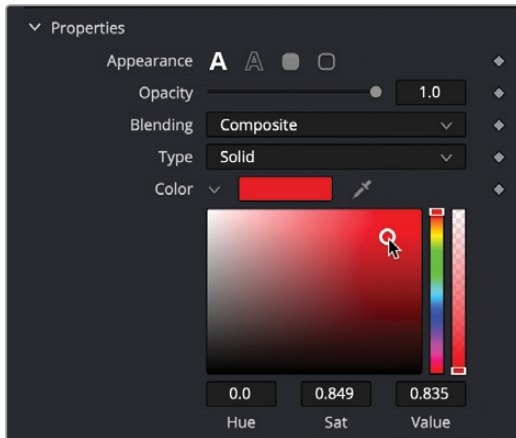 Properties
Appearance A A
Opacity 1.0
Blending Composite
Type Solid
Color
0.0 0.849 0.835
Hue Sat Value